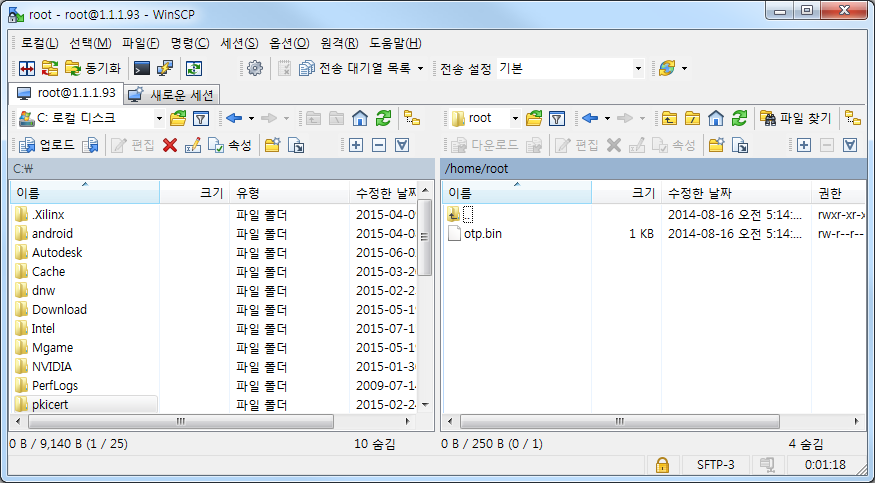 root - root@1.1.1.93 - WinSCP
로컬(L) 선택(M) 파일(F) 명령(C) 세션(S) 옵션(O) 원격(R) 도움말(H)
동기화 전송 대기열 목록 전송 설정 기본
root@1.1.1.93 새로운 세션
C: 로컬 디스크 root 파일 찾기
업로드 편집 속성 다운로드 편집 속성
C:₩ /home/root
이름 크기 유형 수정한 날짜 이름 크기 수정한 날짜 권한
.Xilinx 파일 폴더 2015-04-09 .. 2014-08-16 오전 5:14:... rwxr-xr-x
android 파일 폴더 2015-04-0 otp.bin 1 KB 2014-08-16 오전 5:14:... rw-r--r--
Autodesk 파일 폴더 2015-06-0
Cache 파일 폴더 2015-03-20
dnw 파일 폴더 2015-02-2
Download 파일 폴더 2015-05-1
Intel 파일 폴더 2015-07-1
Mgame 파일 폴더 2015-05-1
NVIDIA 파일 폴더 2015-01-30
PerfLogs 파일 폴더 2009-07-14
pkicert 파일 폴더 2015-02-24
0 B / 9,140 B (1 / 25) 10 숨김 0 B / 250 B (0 / 1) 4 숨김
SFTP-3 0:01:18